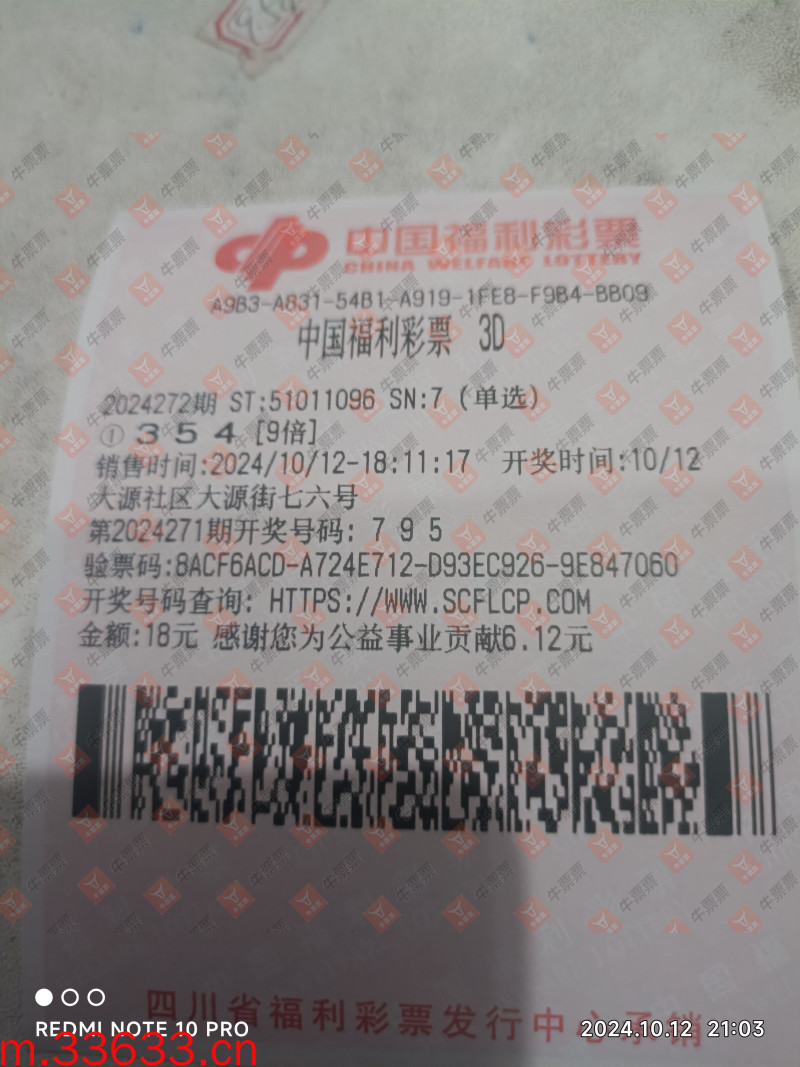 中国福利彩票
CHINA WELFARE LOTTERY
A9B3-A831-54B1-A919-1FE8-F9B4-BB09
中国福利彩票 3D
2024272期 ST:51011096 SN:7 (单选)
① 3 5 4 [9倍]
销售时间:2024/10/12-18:11:17 开奖时间:10/12
大源社区大源街七六号
第2024271期开奖号码: 7 9 5
验票码:8ACF6ACD-A724E712-D93EC926-9E847060
开奖号码查询: HTTPS://WWW.SCFLCP.COM
金额:18元 感谢您为公益事业贡献6.12元
四川省福利彩票发行中心承销
REDMI NOTE 10 PRO
2024.10.12 21:03
m.33633.cn
牛票票